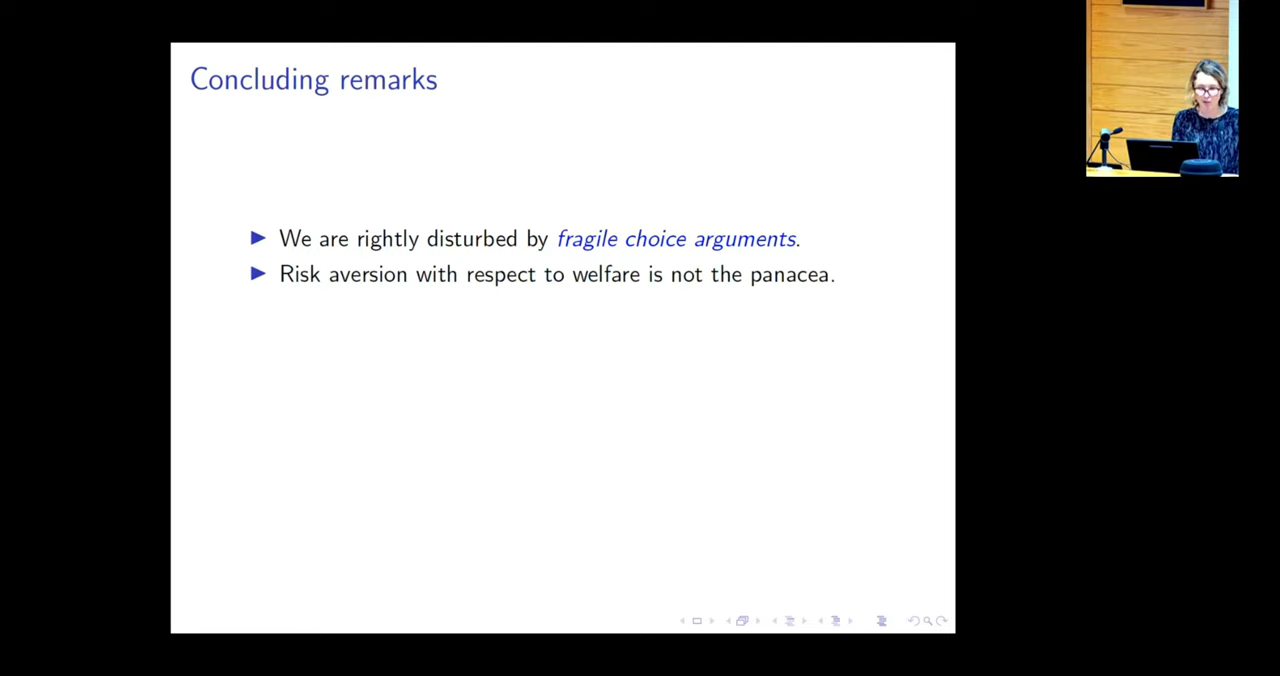 Concluding remarks
We are rightly disturbed by fragile choice arguments.
Risk aversion with respect to welfare is not the panacea.